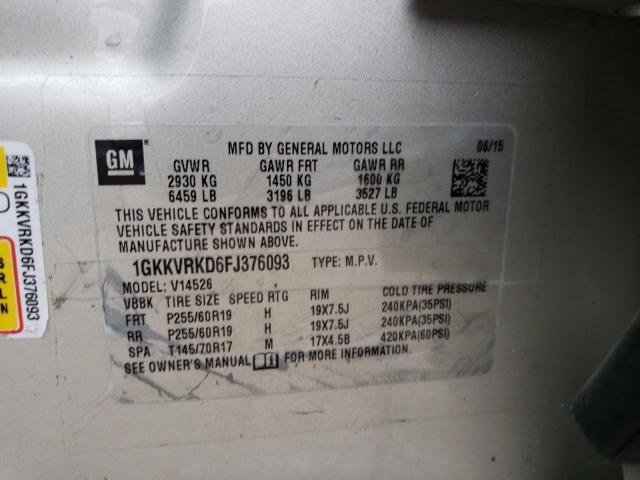 GM
MFD BY GENERAL MOTORS LLC 06/15
GVWR GAWR FRT GAWR RR
2930 KG 1450 KG 1600 KG
6459 LB 3196 LB 3527 LB
THIS VEHICLE CONFORMS TO ALL APPLICABLE U.S. FEDERAL MOTOR
VEHICLE SAFETY STANDARDS IN EFFECT ON THE DATE OF
MANUFACTURE SHOWN ABOVE.
1GKKVRKD6FJ376093 TYPE: M.P.V.
MODEL: V14526
VBBK TIRE SIZE SPEED RTG RIM COLD TIRE PRESSURE
FRT P255/60R19 H 19X7.5J 240KPA(35PSI)
RR P255/60R19 H 19X7.5J 240KPA(35PSI)
SPA T145/70R17 M 17X4.5B 420KPA(60PSI)
SEE OWNER'S MANUAL FOR MORE INFORMATION.
1GKKVRKD6FJ376093